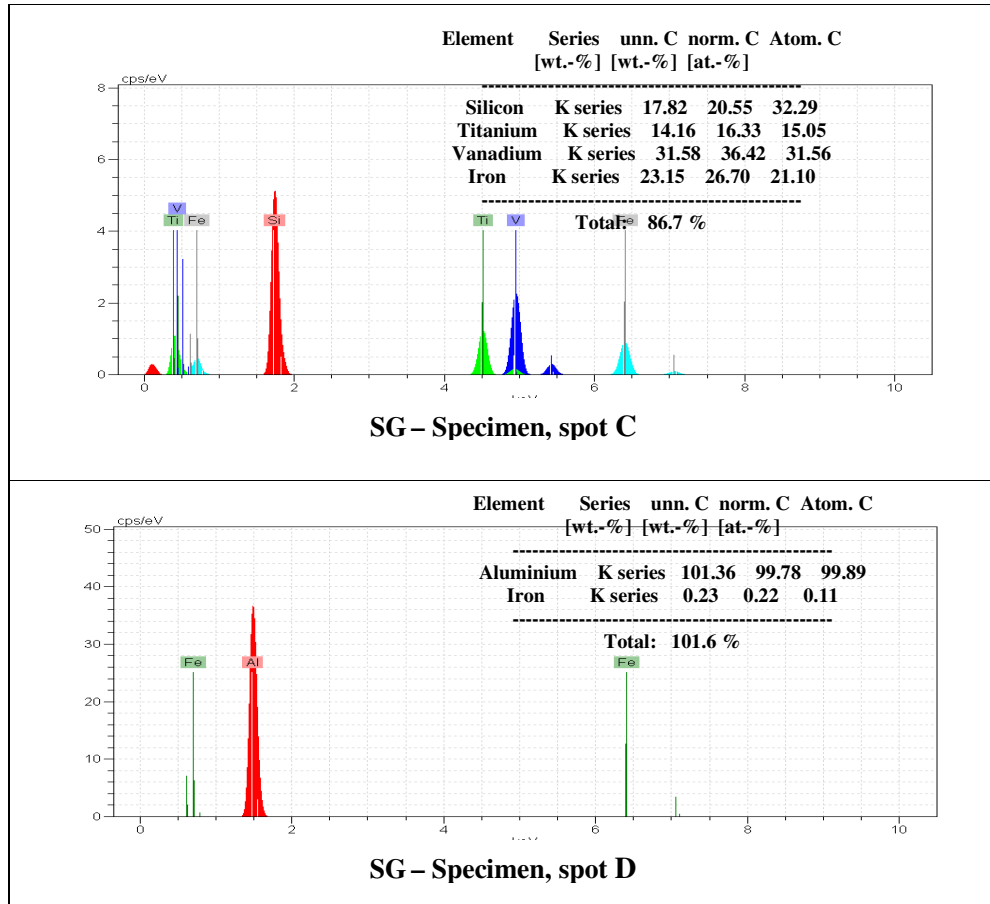 Element Series unn. C norm. C Atom. C
[wt.-%] [wt.-%] [at.-%]
cps/eV
--------------------------------------------
8
Silicon K series 17.82 20.55 32.29
Titanium K series 14.16 16.33 15.05
6
Vanadium K series 31.58 36.42 31.56
Iron K series 23.15 26.70 21.10
--------------------------------------------
V
Ti Fe Si Ti V Fe
Total: 86.7 %
4
2
0
0 2 4 6 8 10
SG – Specimen, spot C
Element Series unn. C norm. C Atom. C
[wt.-%] [wt.-%] [at.-%]
cps/eV
50
--------------------------------------------
Aluminium K series 101.36 99.78 99.89
40
Iron K series 0.23 0.22 0.11
--------------------------------------------
Total: 101.6 %
30
Fe Al Fe
20
10
0
0 2 4 6 8 10
SG – Specimen, spot D